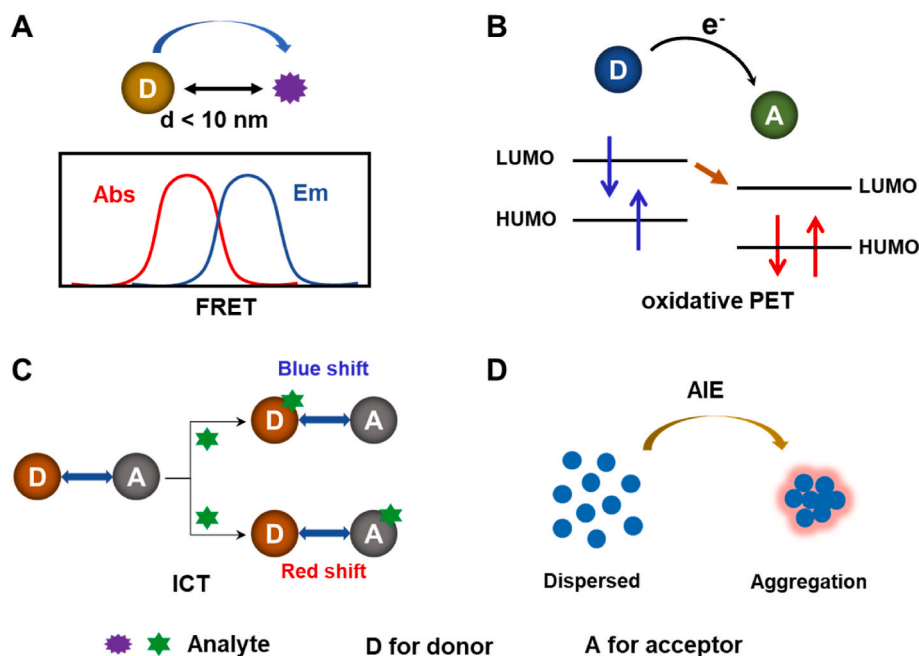 A
D
d < 10 nm
Abs
Em
FRET
B
e-
D
A
LUMO
LUMO
HUMO
HUMO
oxidative PET
C
Blue shift
D
A
D
A
D
A
Red shift
ICT
D
AIE
Dispersed
Aggregation
Analyte
D for donor
A for acceptor